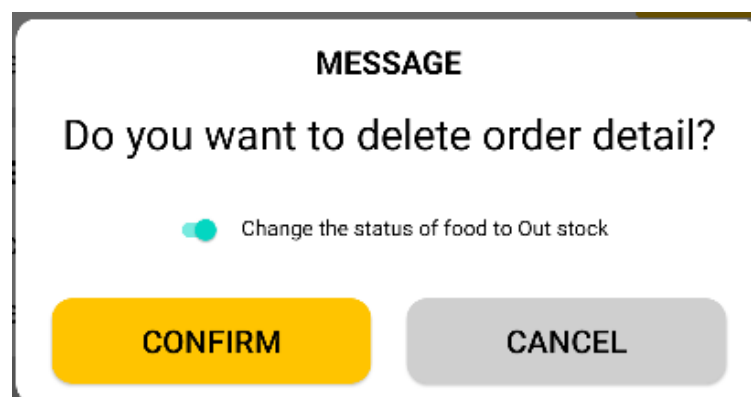 MESSAGE
Do you want to delete order detail?
Change the status of food to Out stock
CONFIRM
CANCEL